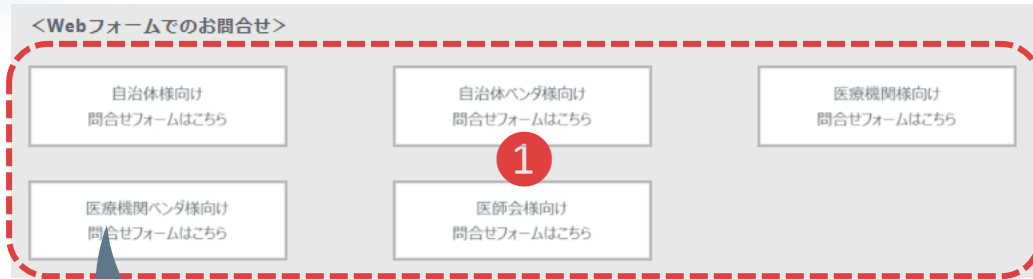 ＜Webフォームでのお問合せ＞
自治体様向け
問合せフォームはこちら
自治体ベンダ様向け
問合せフォームはこちら
医療機関様向け
問合せフォームはこちら
1
医療機関ベンダ様向け
問合せフォームはこちら
医師会様向け
問合せフォームはこちら